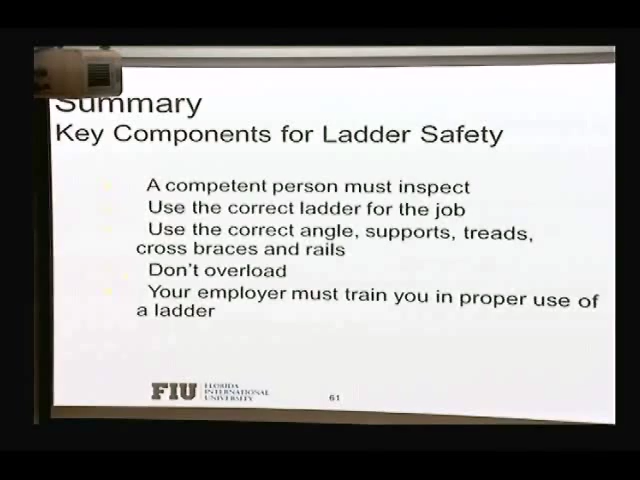 Summary
Key Components for Ladder Safety
A competent person must inspect
Use the correct ladder for the job
Use the correct angle, supports, treads,
cross braces and rails
Don't overload
Your employer must train you in proper use of
a ladder
FIU
FLORIDA
INTERNATIONAL
UNIVERSITY
61